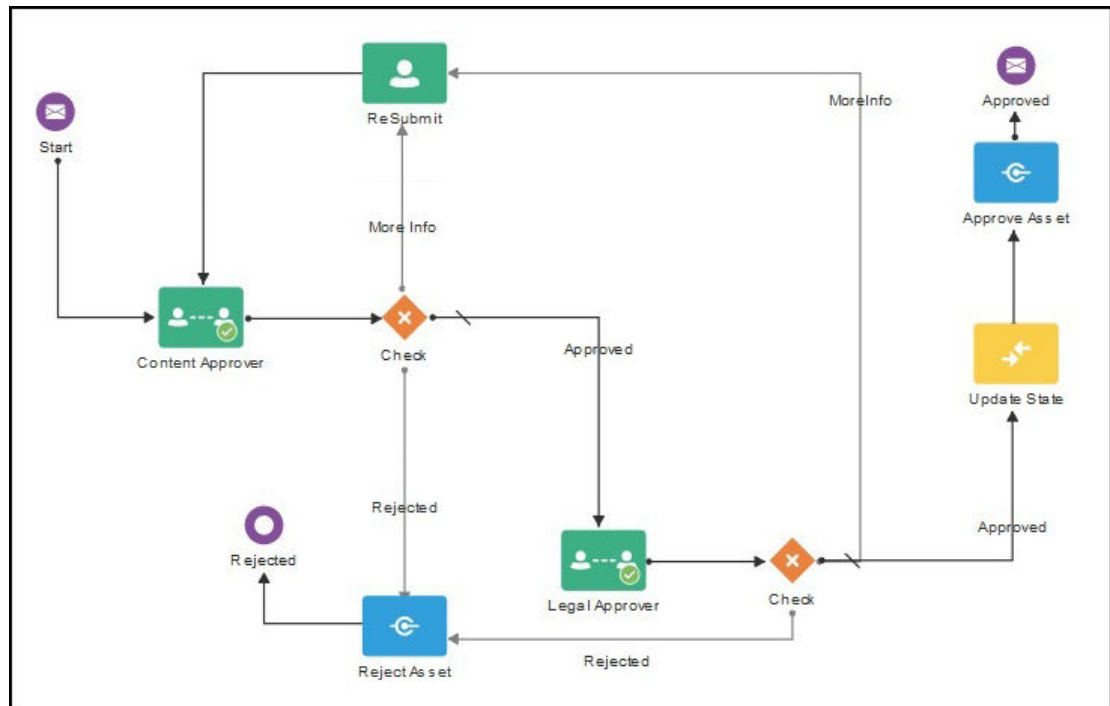 ReSubmit
MoreInfo
Approved
Start
Approve Asset
More Info
Content Approver
Check
Approved
Update State
Rejected
Approved
Rejected
Legal Approver
Check
Reject Asset
Rejected